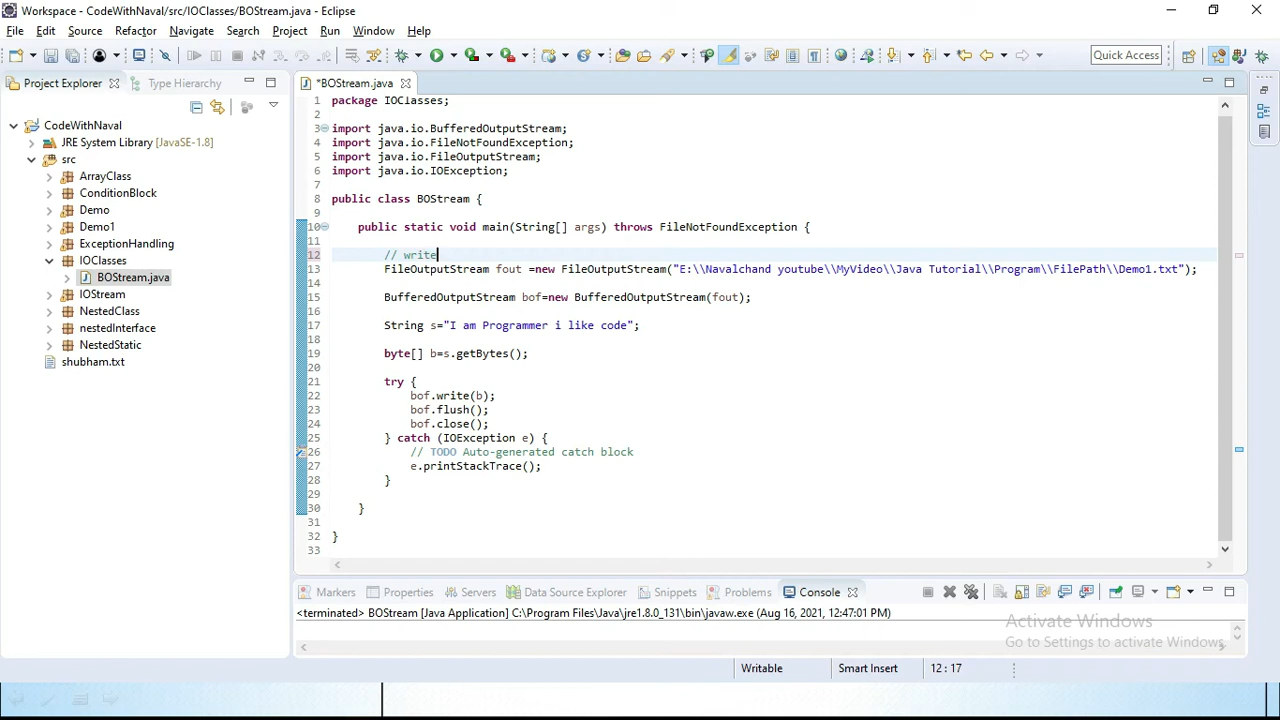 Workspace - CodeWithNaval/src/IOClasses/BOStream.java - Eclipse
File Edit Source Refactor Navigate Search Project Run Window Help
Quick Access
Project Explorer Type Hierarchy
CodeWithNaval
JRE System Library [JavaSE-1.8]
src
ArrayClass
ConditionBlock
Demo
Demo1
ExceptionHandling
IOClasses
BOStream.java
IOStream
NestedClass
nestedInterface
NestedStatic
shubham.txt
*BOStream.java
1 package IOClasses;
2
3 import java.io.BufferedOutputStream;
4 import java.io.FileNotFoundException;
5 import java.io.FileOutputStream;
6 import java.io.IOException;
7
8 public class BOStream {
9
10 public static void main(String[] args) throws FileNotFoundException {
11
12 // write
13 FileOutputStream fout =new FileOutputStream("E:\\Navalchand youtube\\MyVideo\\Java Tutorial\\Program\\FilePath\\Demo1.txt");
14
15 BufferedOutputStream bof=new BufferedOutputStream(fout);
16
17 String s="I am Programmer i like code";
18
19 byte[] b=s.getBytes();
20
21 try {
22 bof.write(b);
23 bof.flush();
24 bof.close();
25 } catch (IOException e) {
26 // TODO Auto-generated catch block
27 e.printStackTrace();
28 }
29
30 }
31
32 }
33
Markers Properties Servers Data Source Explorer Snippets Problems Console
<terminated> BOStream [Java Application] C:\Program Files\Java\jre1.8.0_131\bin\javaw.exe (Aug 16, 2021, 12:47:01 PM)
Activate Windows
Go to Settings to activate Windows.
Writable Smart Insert 12 : 17